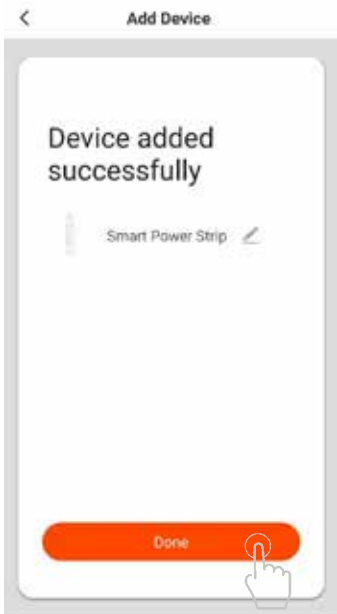 Add Device
Device added
successfully
Smart Power Strip
Done